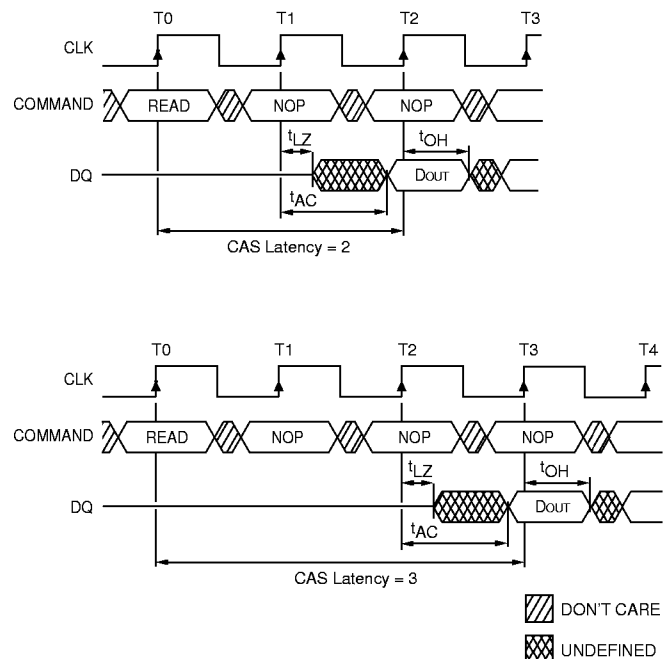 T0 T1 T2 T3
CLK
COMMAND READ NOP NOP
tLZ tOH
DQ DOUT
tAC
CAS Latency = 2
T0 T1 T2 T3 T4
CLK
COMMAND READ NOP NOP NOP
tLZ tOH
DQ DOUT
tAC
CAS Latency = 3
DON'T CARE
UNDEFINED